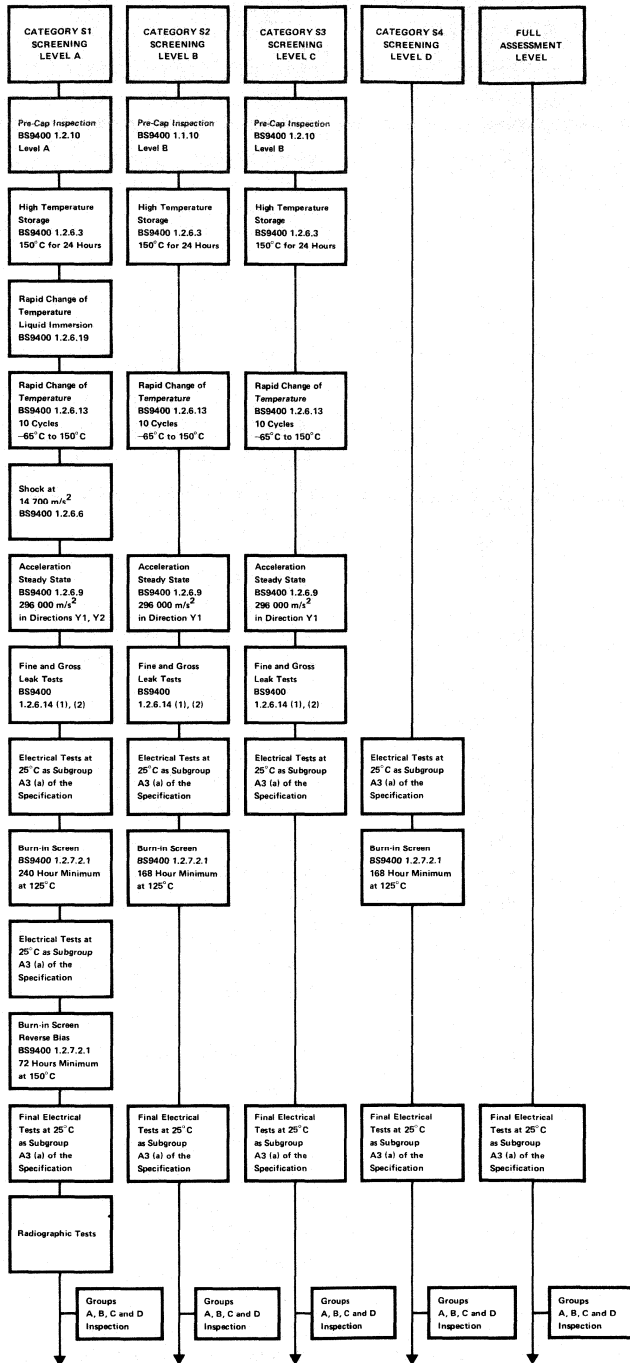 CATEGORY S1
SCREENING
LEVEL A
CATEGORY S2
SCREENING
LEVEL B
CATEGORY S3
SCREENING
LEVEL C
CATEGORY S4
SCREENING
LEVEL D
FULL
ASSESSMENT
LEVEL
Pre-Cap Inspection
BS9400 1.2.10
Level A
Pre-Cap Inspection
BS9400 1.1.10
Level B
Pre-Cap Inspection
BS9400 1.2.10
Level B
High Temperature
Storage
BS9400 1.2.6.3
150°C for 24 Hours
High Temperature
Storage
BS9400 1.2.6.3
150°C for 24 Hours
High Temperature
Storage
BS9400 1.2.6.3
150°C for 24 Hours
Rapid Change of
Temperature
Liquid Immersion
BS9400 1.2.6.19
Rapid Change of
Temperature
BS9400 1.2.6.13
10 Cycles
–65°C to 150°C
Rapid Change of
Temperature
BS9400 1.2.6.13
10 Cycles
–65°C to 150°C
Rapid Change of
Temperature
BS9400 1.2.6.13
10 Cycles
–65°C to 150°C
Shock at
14 700 m/s²
BS9400 1.2.6.6
Acceleration
Steady State
BS9400 1.2.6.9
296 000 m/s²
in Directions Y1, Y2
Acceleration
Steady State
BS9400 1.2.6.9
296 000 m/s²
in Direction Y1
Acceleration
Steady State
BS9400 1.2.6.9
296 000 m/s²
in Direction Y1
Fine and Gross
Leak Tests
BS9400
1.2.6.14 (1), (2)
Fine and Gross
Leak Tests
BS9400
1.2.6.14 (1), (2)
Fine and Gross
Leak Tests
BS9400
1.2.6.14 (1), (2)
Electrical Tests at
25°C as Subgroup
A3 (a) of the
Specification
Electrical Tests at
25°C as Subgroup
A3 (a) of the
Specification
Electrical Tests at
25°C as Subgroup
A3 (a) of the
Specification
Electrical Tests at
25°C as Subgroup
A3 (a) of the
Specification
Burn-in Screen
BS9400 1.2.7.2.1
240 Hour Minimum
at 125°C
Burn-in Screen
BS9400 1.2.7.2.1
168 Hour Minimum
at 125°C
Burn-in Screen
BS9400 1.2.7.2.1
168 Hour Minimum
at 125°C
Electrical Tests at
25°C as Subgroup
A3 (a) of the
Specification
Burn-in Screen
Reverse Bias
BS9400 1.2.7.2.1
72 Hours Minimum
at 150°C
Final Electrical
Tests at 25°C
as Subgroup
A3 (a) of the
Specification
Final Electrical
Tests at 25°C
as Subgroup
A3 (a) of the
Specification
Final Electrical
Tests at 25°C
as Subgroup
A3 (a) of the
Specification
Final Electrical
Tests at 25°C
as Subgroup
A3 (a) of the
Specification
Final Electrical
Tests at 25°C
as Subgroup
A3 (a) of the
Specification
Radiographic Tests
Groups
A, B, C and D
Inspection
Groups
A, B, C and D
Inspection
Groups
A, B, C and D
Inspection
Groups
A, B, C and D
Inspection
Groups
A, B, C and D
Inspection